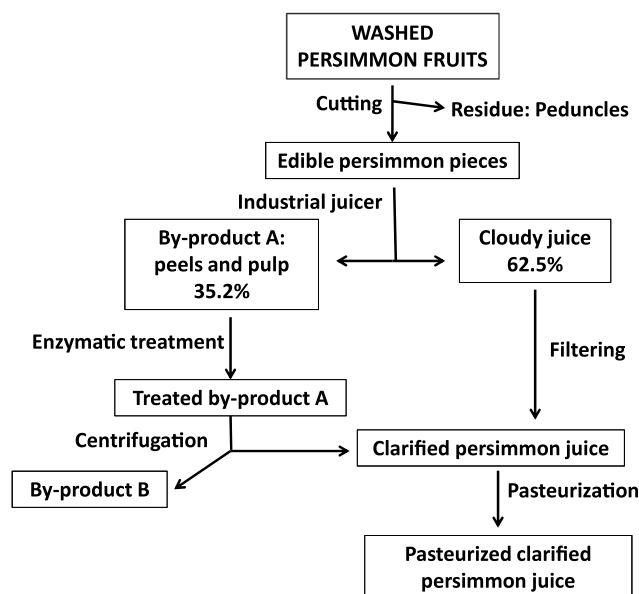 WASHED
PERSIMMON FRUITS
Cutting
Residue: Peduncles
Edible persimmon pieces
Industrial juicer
By-product A:
peels and pulp
35.2%
Cloudy juice
62.5%
Enzymatic treatment
Filtering
Treated by-product A
Centrifugation
Clarified persimmon juice
By-product B
Pasteurization
Pasteurized clarified
persimmon juice